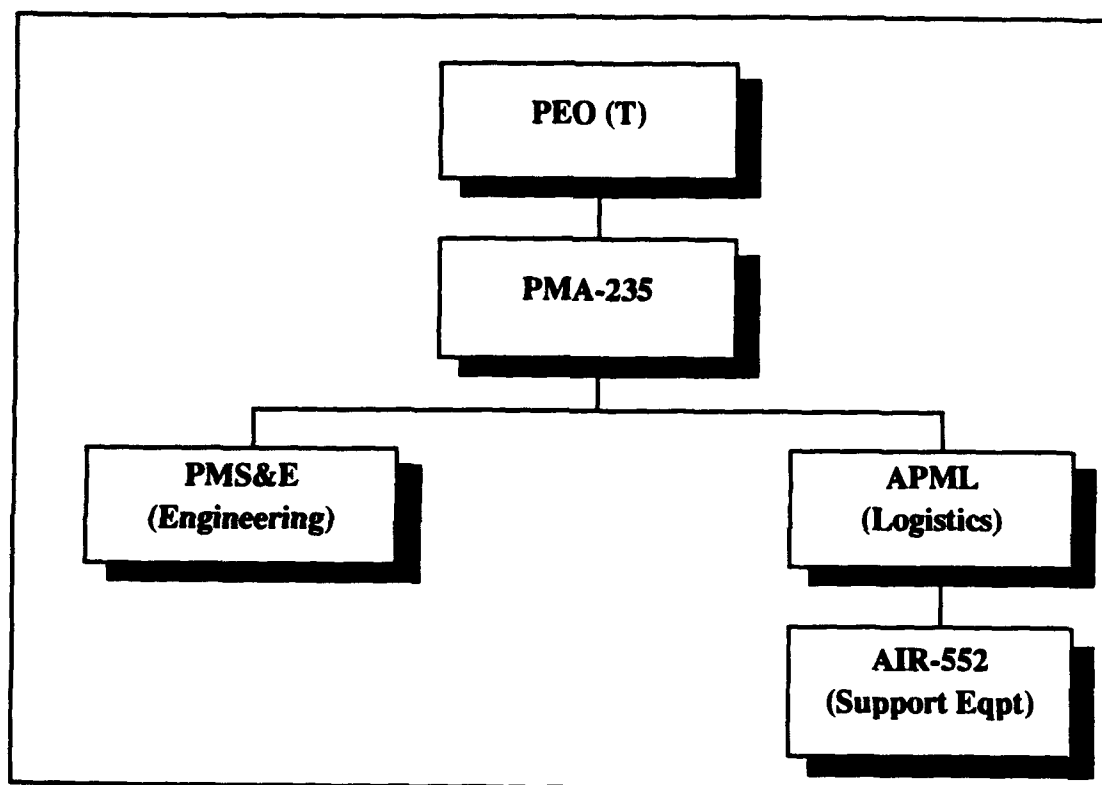 PEO (T)
PMA-235
PMS&E
(Engineering)
APML
(Logistics)
AIR-552
(Support Eqpt)